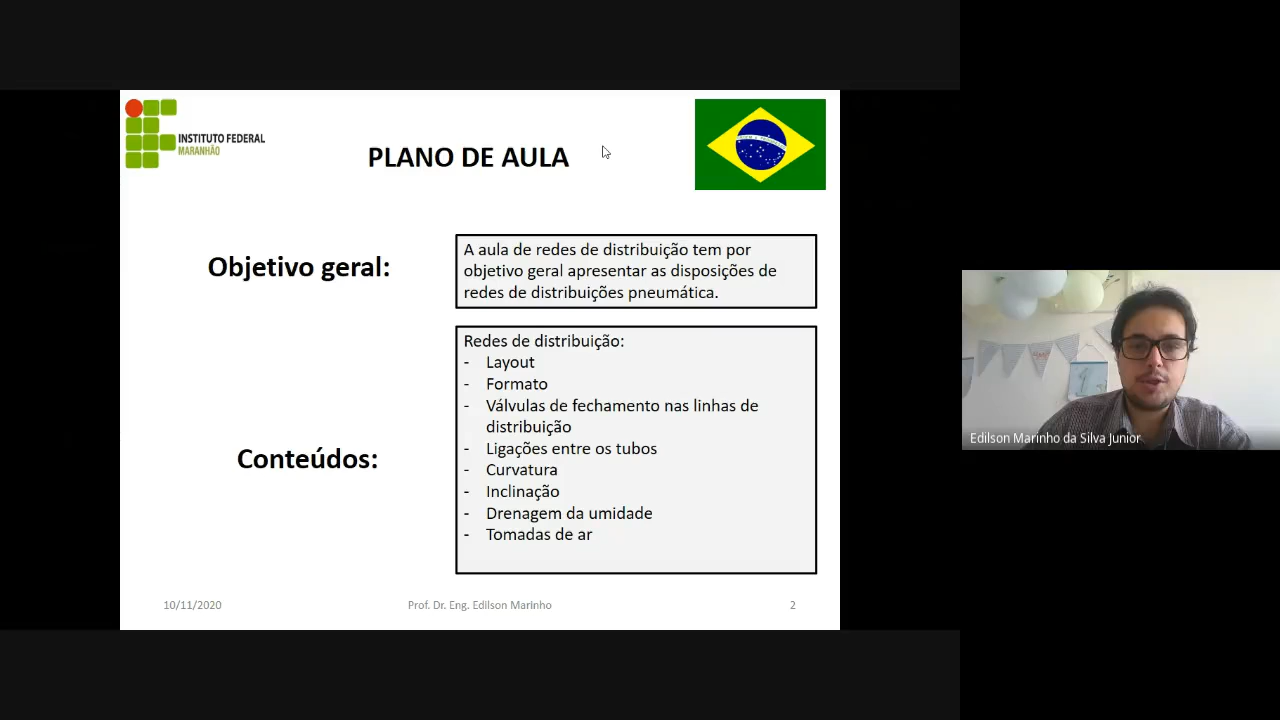 INSTITUTO FEDERAL
MARANHÃO
PLANO DE AULA
Objetivo geral:
A aula de redes de distribuição tem por
objetivo geral apresentar as disposições de
redes de distribuições pneumática.
Conteúdos:
Redes de distribuição:
- Layout
- Formato
- Válvulas de fechamento nas linhas de
distribuição
- Ligações entre os tubos
- Curvatura
- Inclinação
- Drenagem da umidade
- Tomadas de ar
10/11/2020
Prof. Dr. Eng. Edilson Marinho
2
Edilson Marinho da Silva Junior